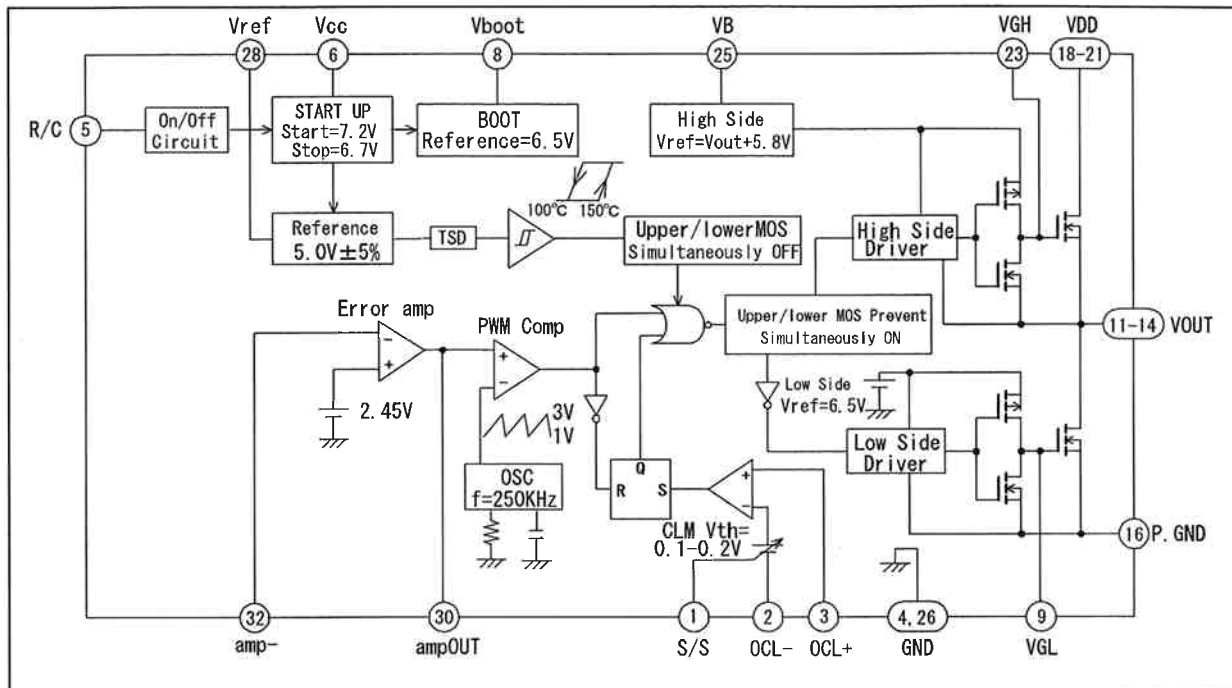 Vref
Vcc
Vboot
VB
VGH
VDD
28
6
8
25
23
18-21
R/C
5
On/Off
Circuit
START UP
Start=7.2V
Stop=6.7V
BOOT
Reference=6.5V
High Side
Vref=Vout+5.8V
100℃ 150℃
Reference
5.0V±5%
TSD
Upper/lowerMOS
Simultaneously OFF
High Side
Driver
Error amp
PWM Comp
Upper/lower MOS Prevent
Simultaneously ON
11-14
VOUT
-
+
+
-
2.45V
3V
1V
Low Side
Vref=6.5V
OSC
f=250KHz
Q
R
S
+
-
Low Side
Driver
CLM Vth=
0.1-0.2V
16
P.GND
32
30
1
2
3
4,26
9
amp-
ampOUT
S/S
OCL-
OCL+
GND
VGL